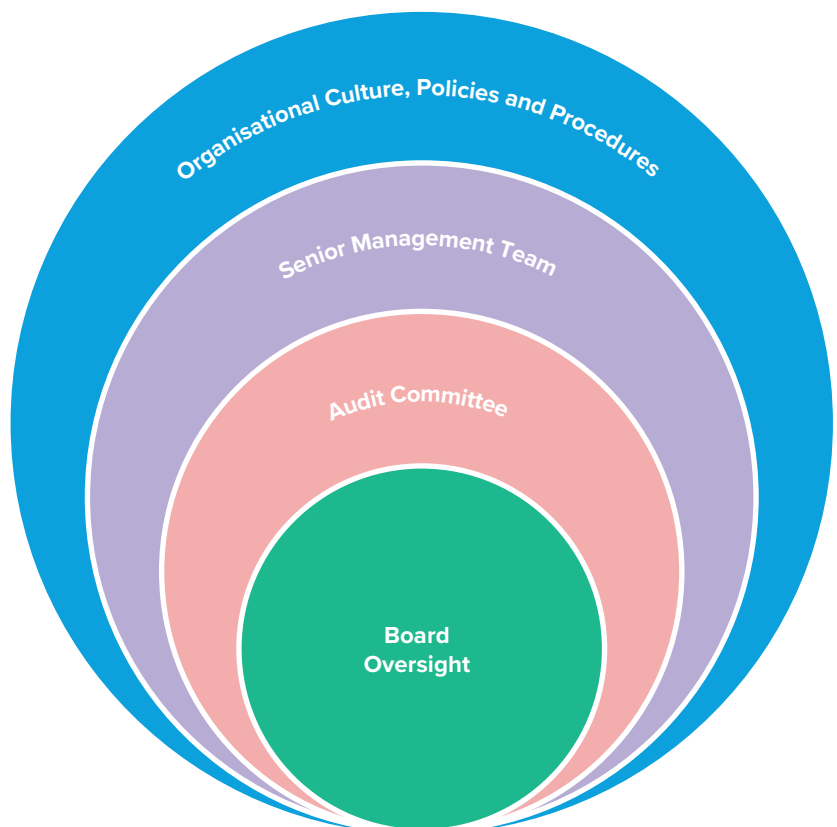 Organisational Culture, Policies and Procedures
Senior Management Team
Audit Committee
Board
Oversight